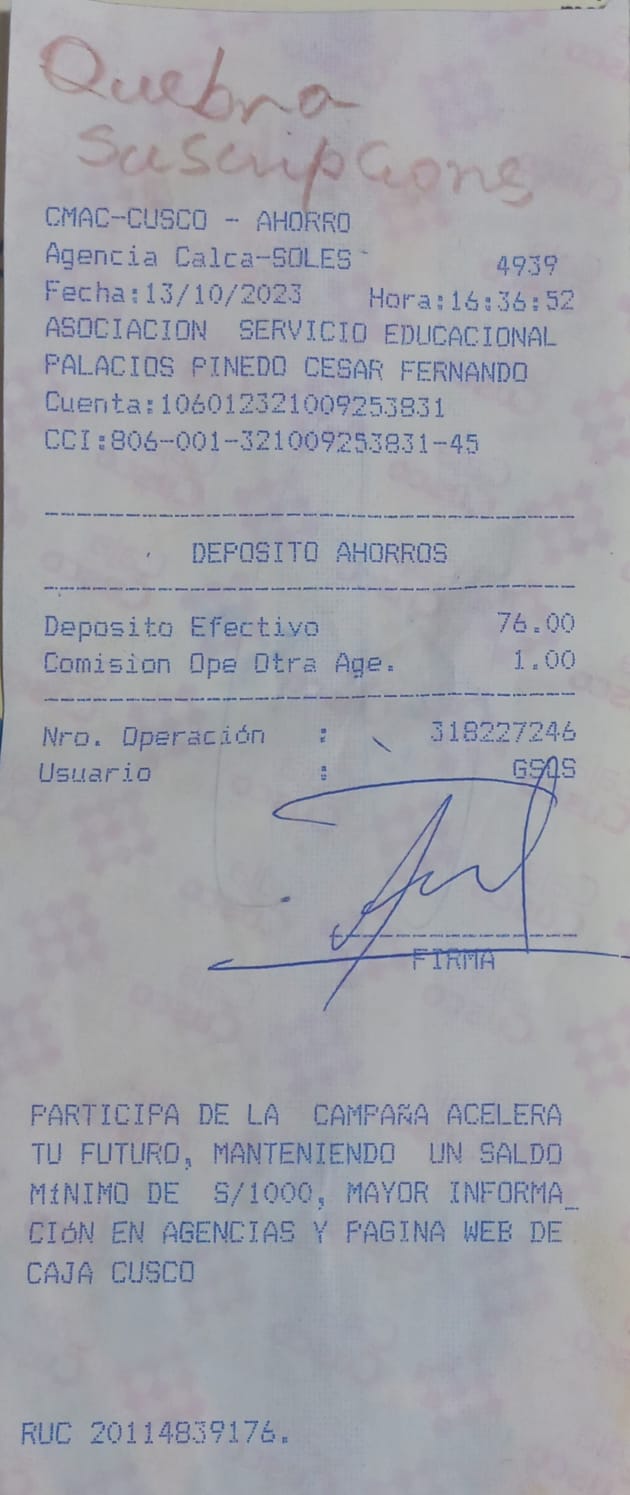 Quebra
Suscripcions
CMAC-CUSCO - AHORRO
Agencia Calca-SOLES 4939
Fecha:13/10/2023 Hora:16:36:52
ASOCIACION SERVICIO EDUCACIONAL
PALACIOS PINEDO CESAR FERNANDO
Cuenta:106012321009253831
CCI:806-001-321009253831-45
DEPOSITO AHORROS
Deposito Efectivo 76.00
Comision Ope Otra Age. 1.00
Nro. Operación : 318227246
Usuario : GSQS
FIRMA
PARTICIPA DE LA CAMPAÑA ACELERA
TU FUTURO, MANTENIENDO UN SALDO
MíNIMO DE S/1000, MAYOR INFORMA_
CIóN EN AGENCIAS Y PAGINA WEB DE
CAJA CUSCO
RUC 20114839176.